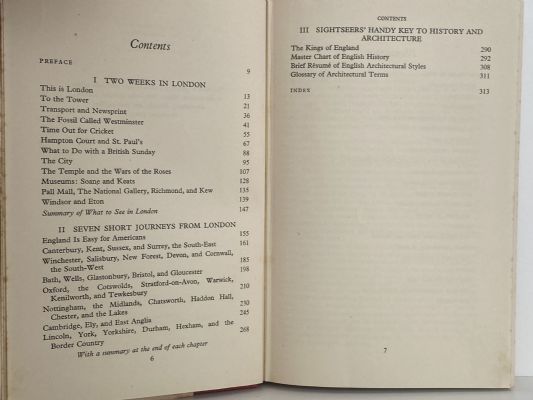 Contents
PREFACE 9
I TWO WEEKS IN LONDON
This is London 13
To the Tower 21
Transport and Newsprint 36
The Fossil Called Westminster 41
Time Out for Cricket 55
Hampton Court and St. Paul's 67
What to Do with a British Sunday 88
The City 95
The Temple and the Wars of the Roses 107
Museums: Soane and Keats 128
Pall Mall, The National Gallery, Richmond, and Kew 135
Windsor and Eton 139
Summary of What to See in London 147
II SEVEN SHORT JOURNEYS FROM LONDON
England Is Easy for Americans 155
Canterbury, Kent, Sussex, and Surrey, the South-East 161
Winchester, Salisbury, New Forest, Devon, and Cornwall,
the South-West 185
Bath, Wells, Glastonbury, Bristol, and Gloucester 198
Oxford, the Cotswolds, Stratford-on-Avon, Warwick,
Kenilworth, and Tewkesbury 210
Nottingham, the Midlands, Chatsworth, Haddon Hall,
Chester, and the Lakes 230
Cambridge, Ely, and East Anglia 245
Lincoln, York, Yorkshire, Durham, Hexham, and the
Border Country 268
With a summary at the end of each chapter
6
CONTENTS
III SIGHTSEERS' HANDY KEY TO HISTORY AND
ARCHITECTURE
The Kings of England 290
Master Chart of English History 292
Brief Résumé of English Architectural Styles 308
Glossary of Architectural Terms 311
INDEX 313
7